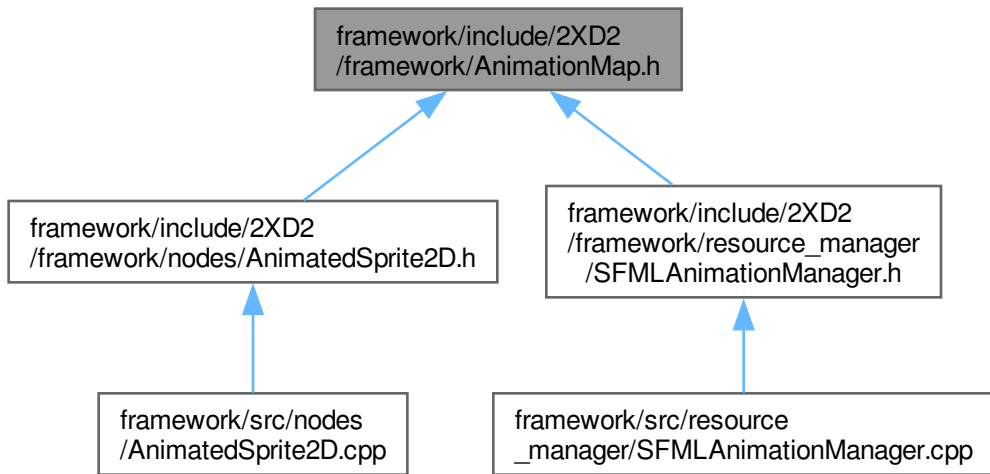 framework/include/2XD2
/framework/AnimationMap.h
framework/include/2XD2
/framework/nodes/AnimatedSprite2D.h
framework/include/2XD2
/framework/resource_manager
/SFMLAnimationManager.h
framework/src/nodes
/AnimatedSprite2D.cpp
framework/src/resource
_manager/SFMLAnimationManager.cpp